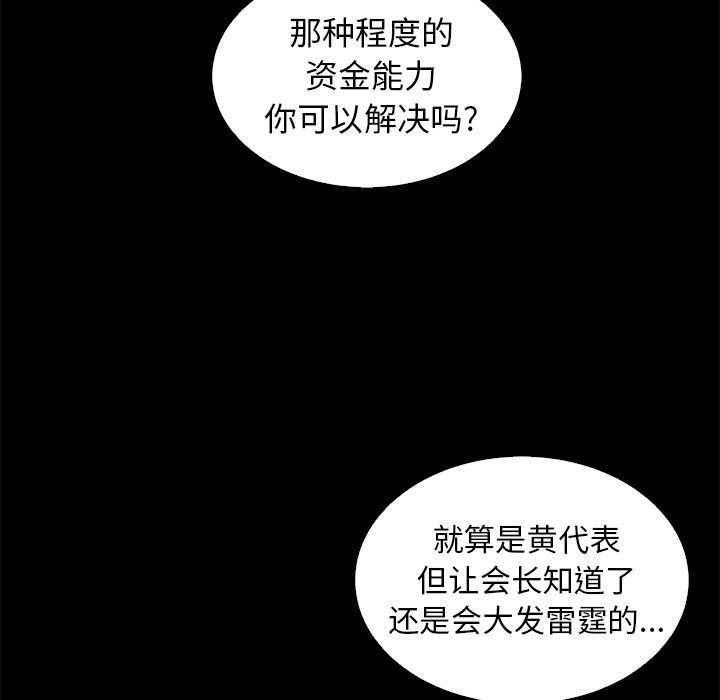 那种程度的
资金能力
你可以解决吗?
就算是黄代表
但让会长知道了
还是会大发雷霆的...